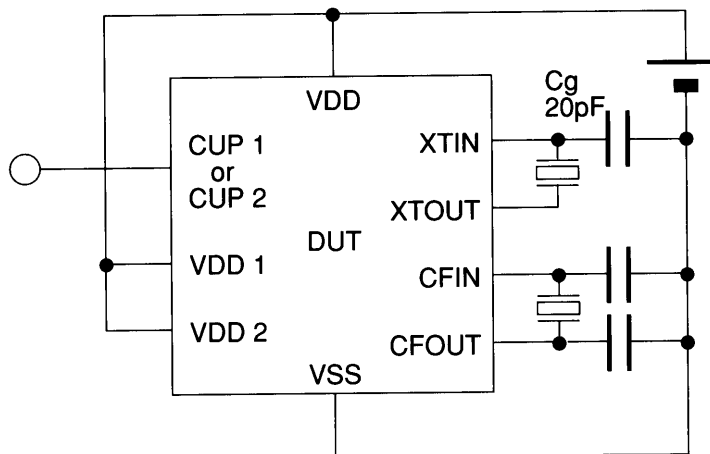 VDD
Cg
20pF
CUP 1
or
CUP 2
XTIN
XTOUT
DUT
VDD 1
CFIN
VDD 2
CFOUT
VSS